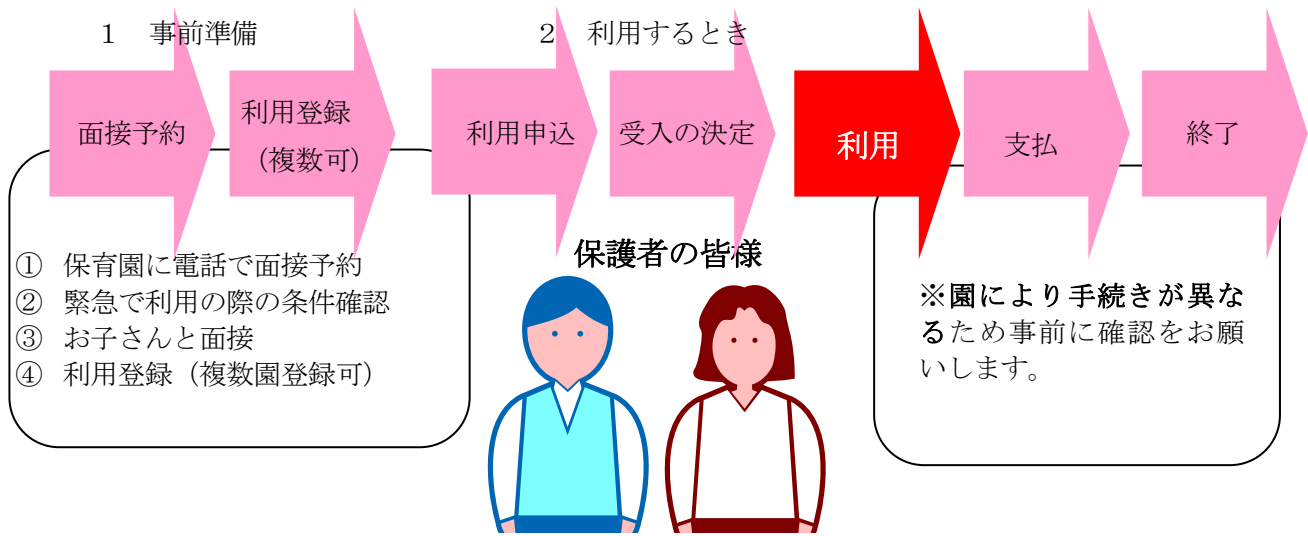 １　事前準備
２　利用するとき
面接予約
利用登録
（複数可）
利用申込
受入の決定
利用
支払
終了
①　保育園に電話で面接予約
②　緊急で利用の際の条件確認
③　お子さんと面接
④　利用登録（複数園登録可）
保護者の皆様
※園により手続きが異な
るため事前に確認をお願
いします。